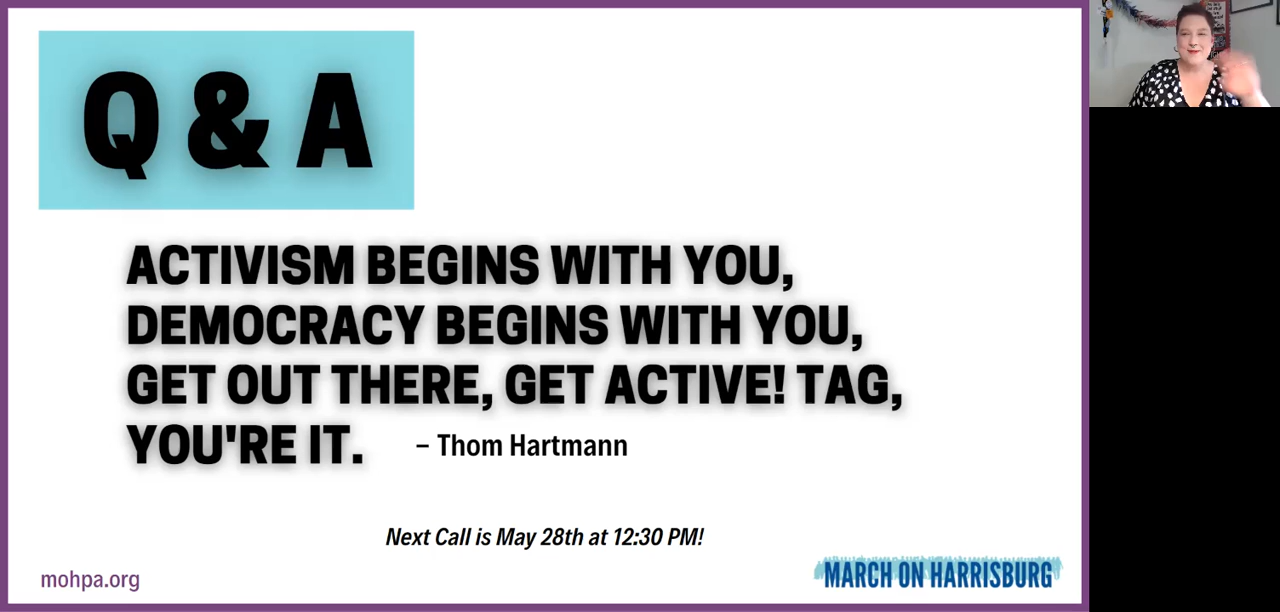 Q & A
ACTIVISM BEGINS WITH YOU,
DEMOCRACY BEGINS WITH YOU,
GET OUT THERE, GET ACTIVE! TAG,
YOU'RE IT. – Thom Hartmann
Next Call is May 28th at 12:30 PM!
mohpa.org
MARCH ON HARRISBURG